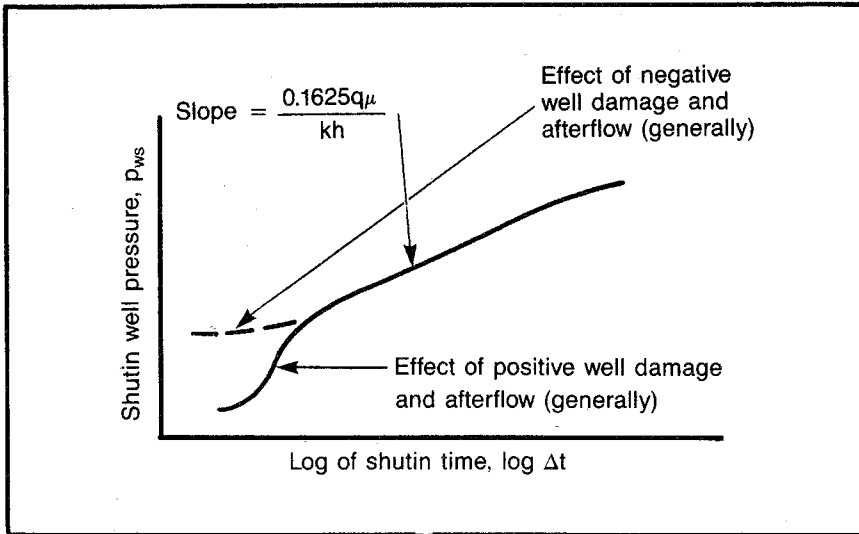 Effect of negative
well damage and
afterflow (generally)
Slope = 0.1625qμ
kh
Shutin well pressure, pws
Effect of positive well damage
and afterflow (generally)
Log of shutin time, log Δt